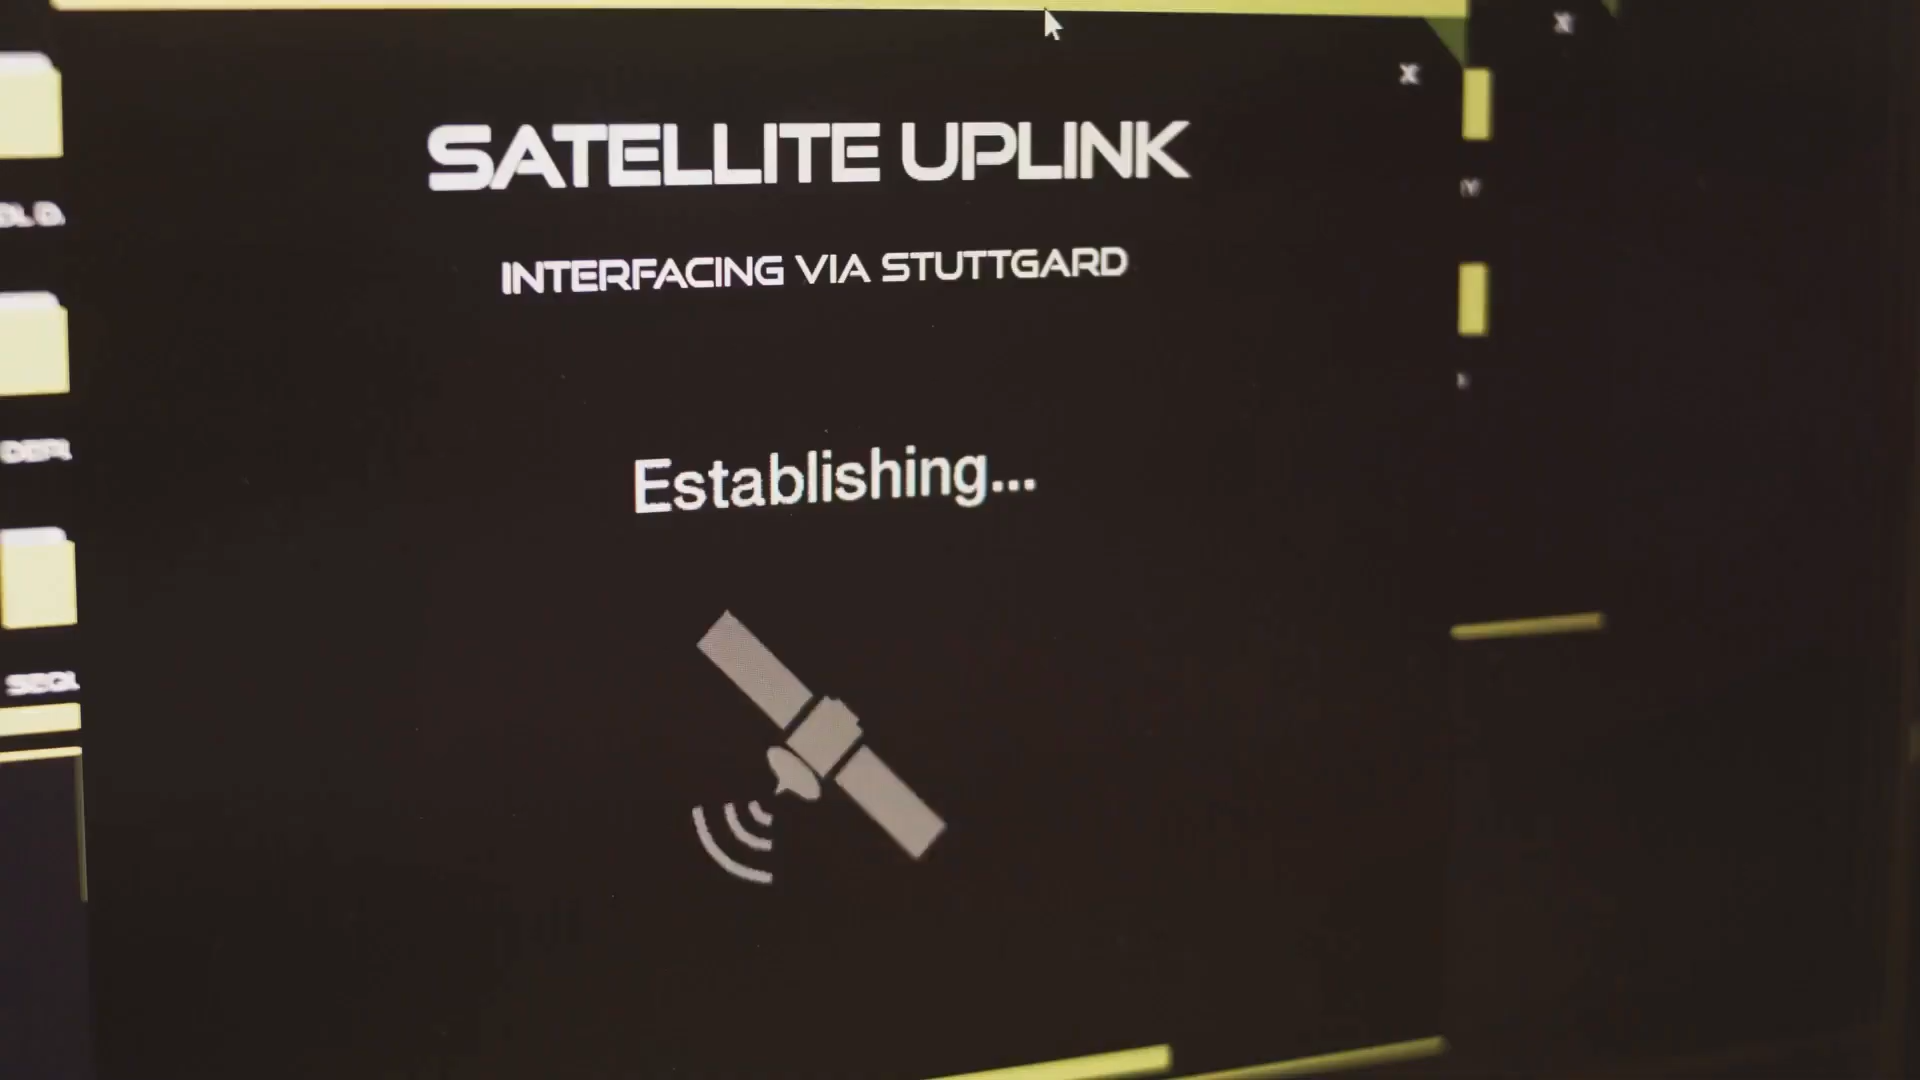 X
X
SATELLITE UPLINK
INTERFACING VIA STUTTGARD
Establishing...